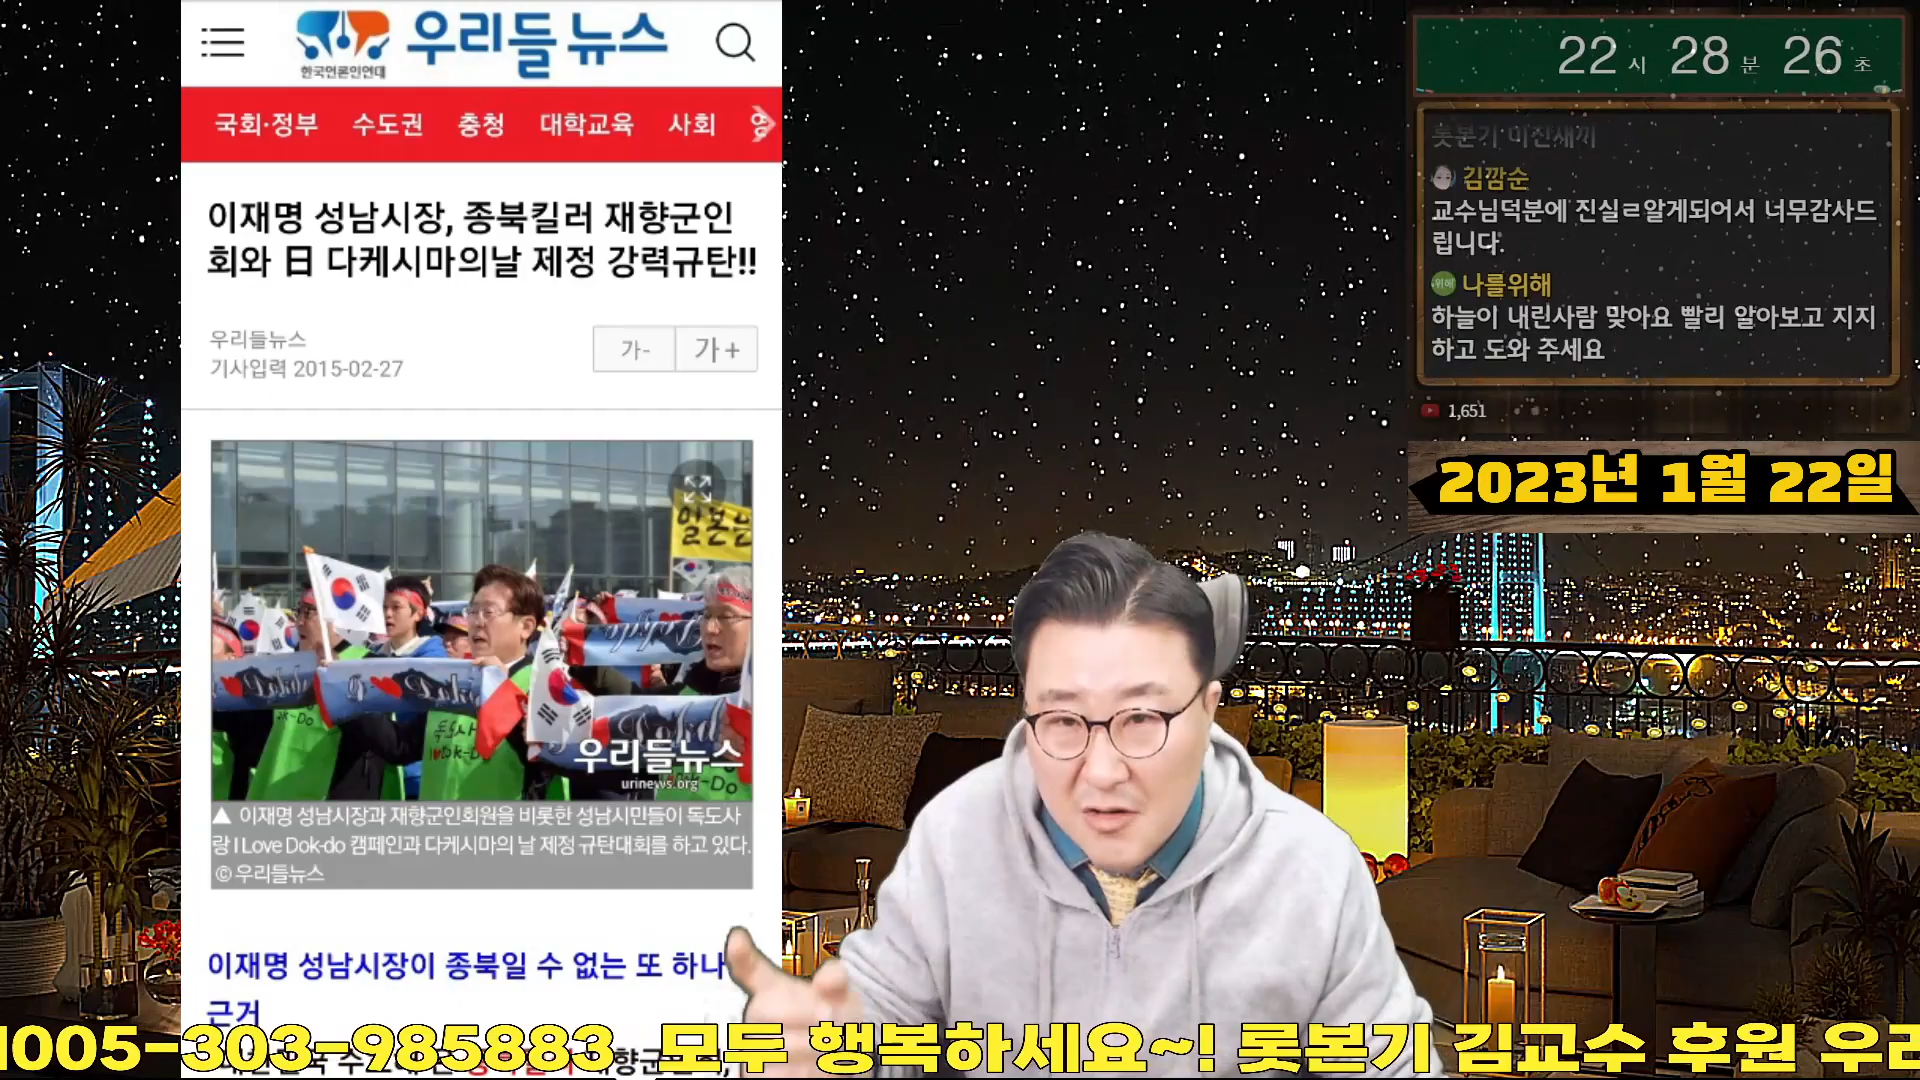 한국언론인연대
우리들뉴스
국회·정부 수도권 충청 대학교육 사회
이재명 성남시장, 종북킬러 재향군인
회와 日 다케시마의날 제정 강력규탄!!
우리들뉴스
기사입력 2015-02-27
가- 가+
일본은
우리들뉴스
urinews.org
▲ 이재명 성남시장과 재향군인회원을 비롯한 성남시민들이 독도사
랑 I Love Dok-do 캠페인과 다케시마의 날 제정 규탄대회를 하고 있다.
© 우리들뉴스
이재명 성남시장이 종북일 수 없는 또 하나
근거
22시 28분 26초
롯본기 미친새끼
김깜순
교수님덕분에 진실ㄹ알게되어서 너무감사드
립니다.
위해 나를위해
하늘이 내린사람 맞아요 빨리 알아보고 지지
하고 도와 주세요
1,651
2023년 1월 22일
1005-303-985883 모두 행복하세요~! 롯본기 김교수 후원 우리